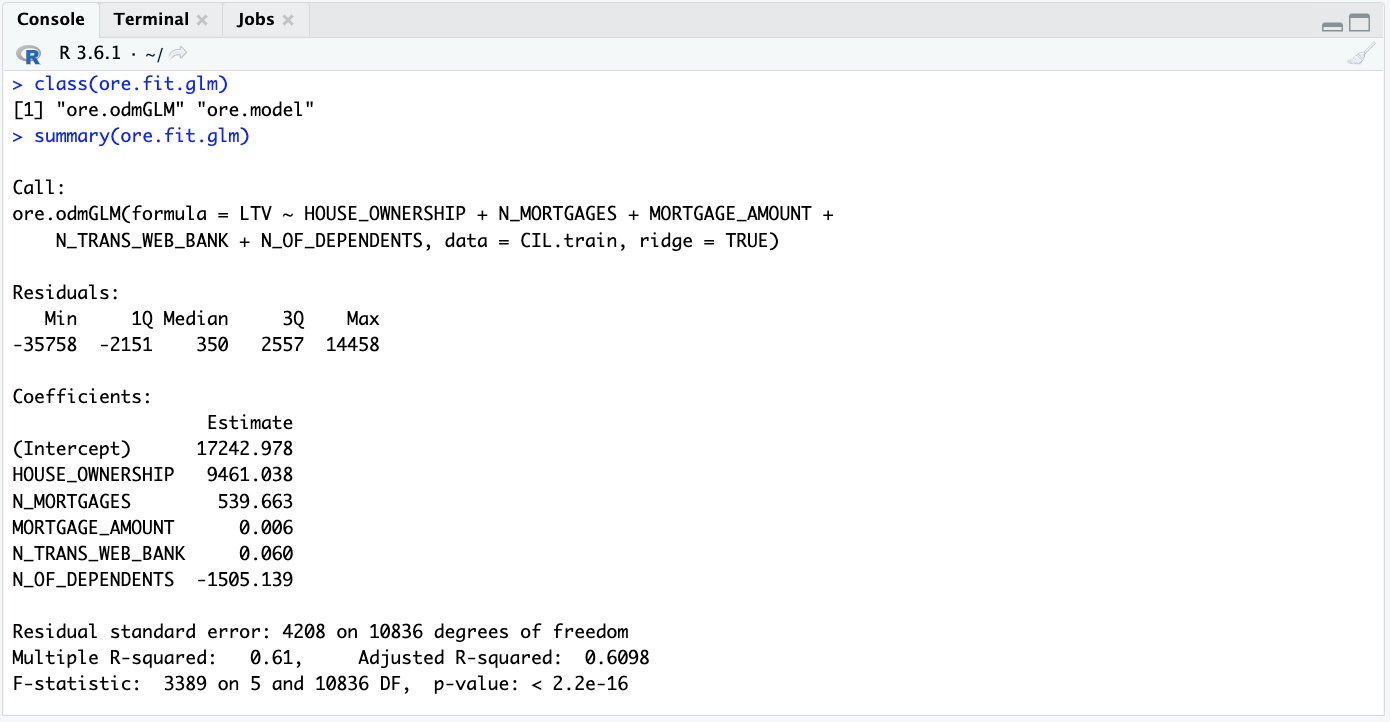 Console Terminal Jobs
R R 3.6.1 · ~/
> class(ore.fit.glm)
[1] "ore.odmGLM" "ore.model"
> summary(ore.fit.glm)
Call:
ore.odmGLM(formula = LTV ~ HOUSE_OWNERSHIP + N_MORTGAGES + MORTGAGE_AMOUNT +
    N_TRANS_WEB_BANK + N_OF_DEPENDENTS, data = CIL.train, ridge = TRUE)
Residuals:
   Min     1Q Median     3Q    Max
-35758  -2151    350   2557  14458
Coefficients:
                  Estimate
(Intercept)      17242.978
HOUSE_OWNERSHIP   9461.038
N_MORTGAGES        539.663
MORTGAGE_AMOUNT      0.006
N_TRANS_WEB_BANK     0.060
N_OF_DEPENDENTS  -1505.139
Residual standard error: 4208 on 10836 degrees of freedom
Multiple R-squared:   0.61,     Adjusted R-squared:  0.6098
F-statistic:  3389 on 5 and 10836 DF,  p-value: < 2.2e-16